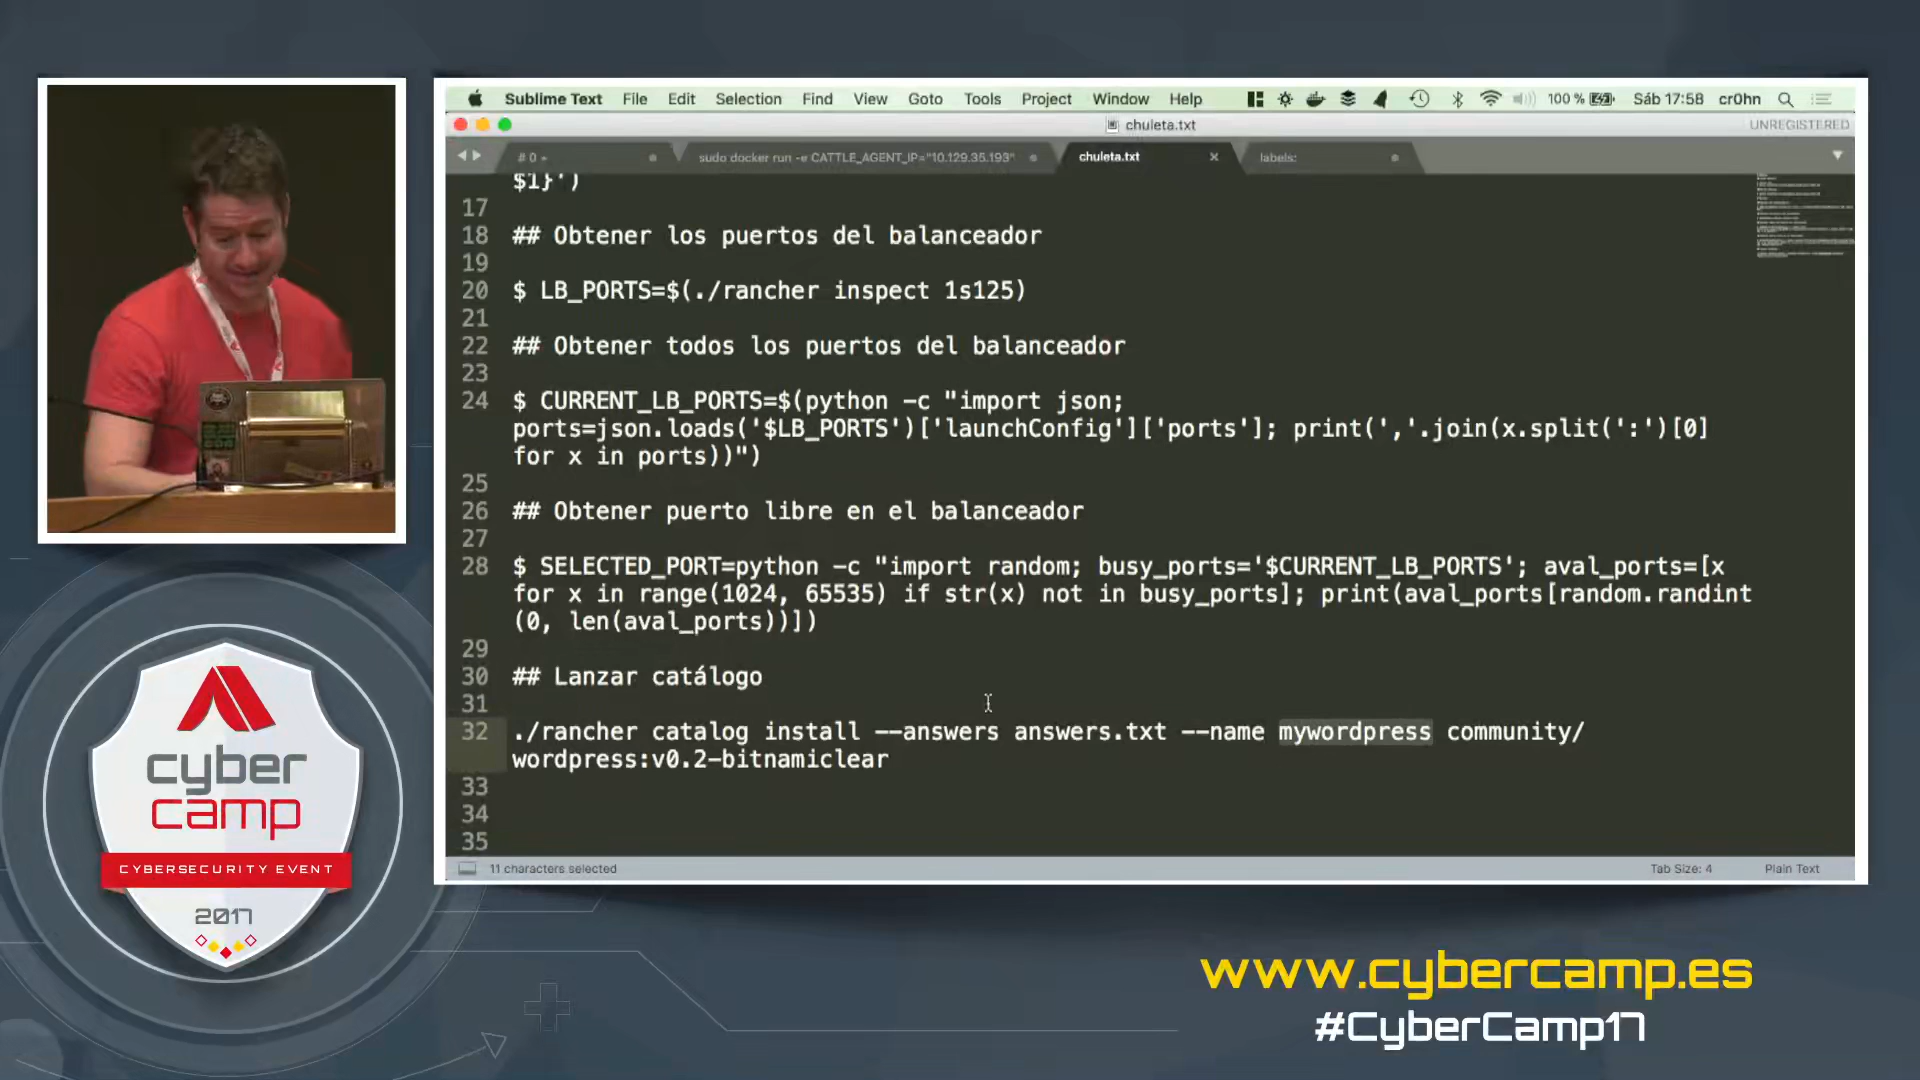 Sublime Text File Edit Selection Find View Goto Tools Project Window Help 100 % Sáb 17:58 cr0hn
chuleta.txt
UNREGISTERED
# 0 -
sudo docker run -e CATTLE_AGENT_IP="10.129.35.193"
chuleta.txt
labels:
$1}')
17
18 ## Obtener los puertos del balanceador
19
20 $ LB_PORTS=$(./rancher inspect 1s125)
21
22 ## Obtener todos los puertos del balanceador
23
24 $ CURRENT_LB_PORTS=$(python -c "import json;
ports=json.loads('$LB_PORTS')['launchConfig']['ports']; print(','.join(x.split(':')[0]
for x in ports))")
25
26 ## Obtener puerto libre en el balanceador
27
28 $ SELECTED_PORT=python -c "import random; busy_ports='$CURRENT_LB_PORTS'; aval_ports=[x
for x in range(1024, 65535) if str(x) not in busy_ports]; print(aval_ports[random.randint
(0, len(aval_ports))])
29
30 ## Lanzar catálogo
31
32 ./rancher catalog install --answers answers.txt --name mywordpress community/
wordpress:v0.2-bitnamiclear
33
34
35
11 characters selected
Tab Size: 4
Plain Text
cyber
camp
CYBERSECURITY EVENT
2017
www.cybercamp.es
#CyberCamp17